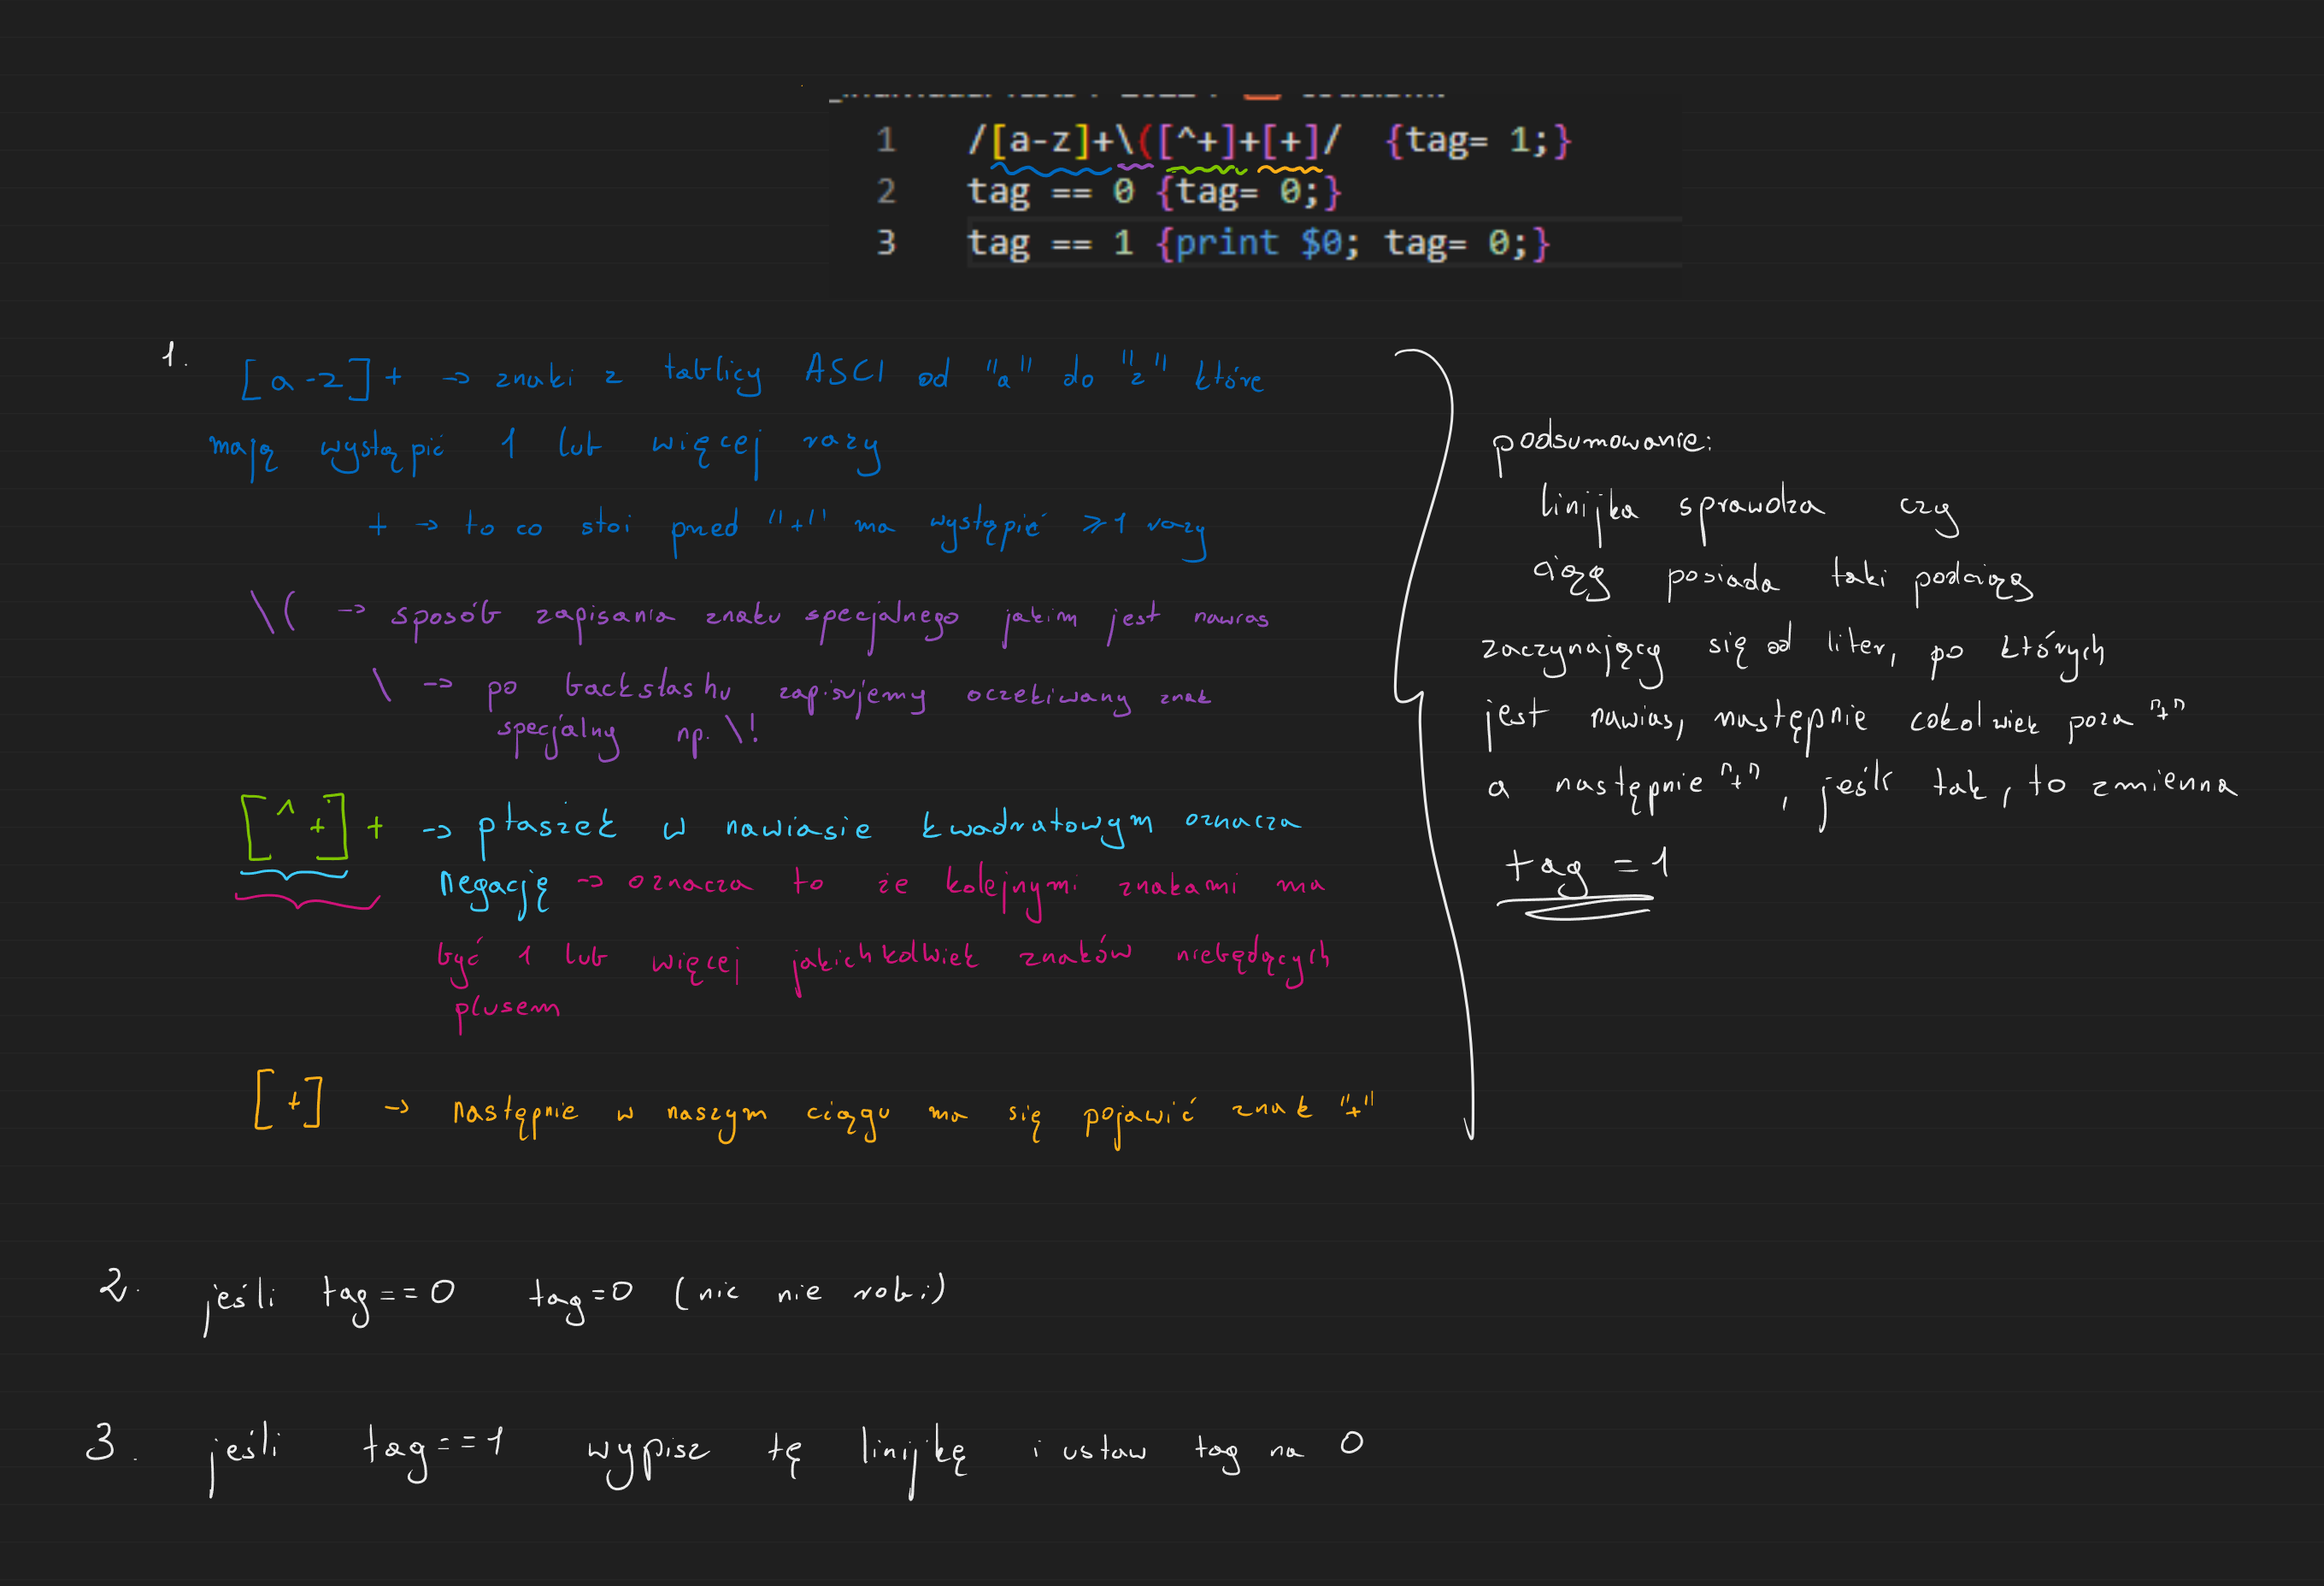 1 /[a-z]+\([^+]+[+]/ {tag= 1;}
2 tag == 0 {tag= 0;}
3 tag == 1 {print $0; tag= 0;}
1. [a-z]+ -> znaki z tablicy ASCI od "a" do "z" które
mają wystąpić 1 lub więcej razy
+ -> to co stoi przed "+" ma wystąpić ≥1 razy
\( -> sposób zapisania znaku specjalnego jakim jest nawias
\ -> po backslashu zapisujemy oczekiwany znak
specjalny np. \!
[^+]+ -> ptaszek w nawiasie kwadratowym oznacza
negację -> oznacza to że kolejnymi znakami ma
być 1 lub więcej jakichkolwiek znaków niebędących
plusem
[+] -> następnie w naszym ciągu ma się pojawić znak "+"
podsumowanie:
linijka sprawdza czy
ciąg posiada taki podciąg
zaczynający się od liter, po których
jest nawias, następnie cokolwiek poza "+"
a następnie "+", jeśli tak, to zmienna
tag = 1
2. jeśli tag==0 tag=0 (nic nie robi)
3. jeśli tag==1 wypisz tę linijkę i ustaw tag na 0